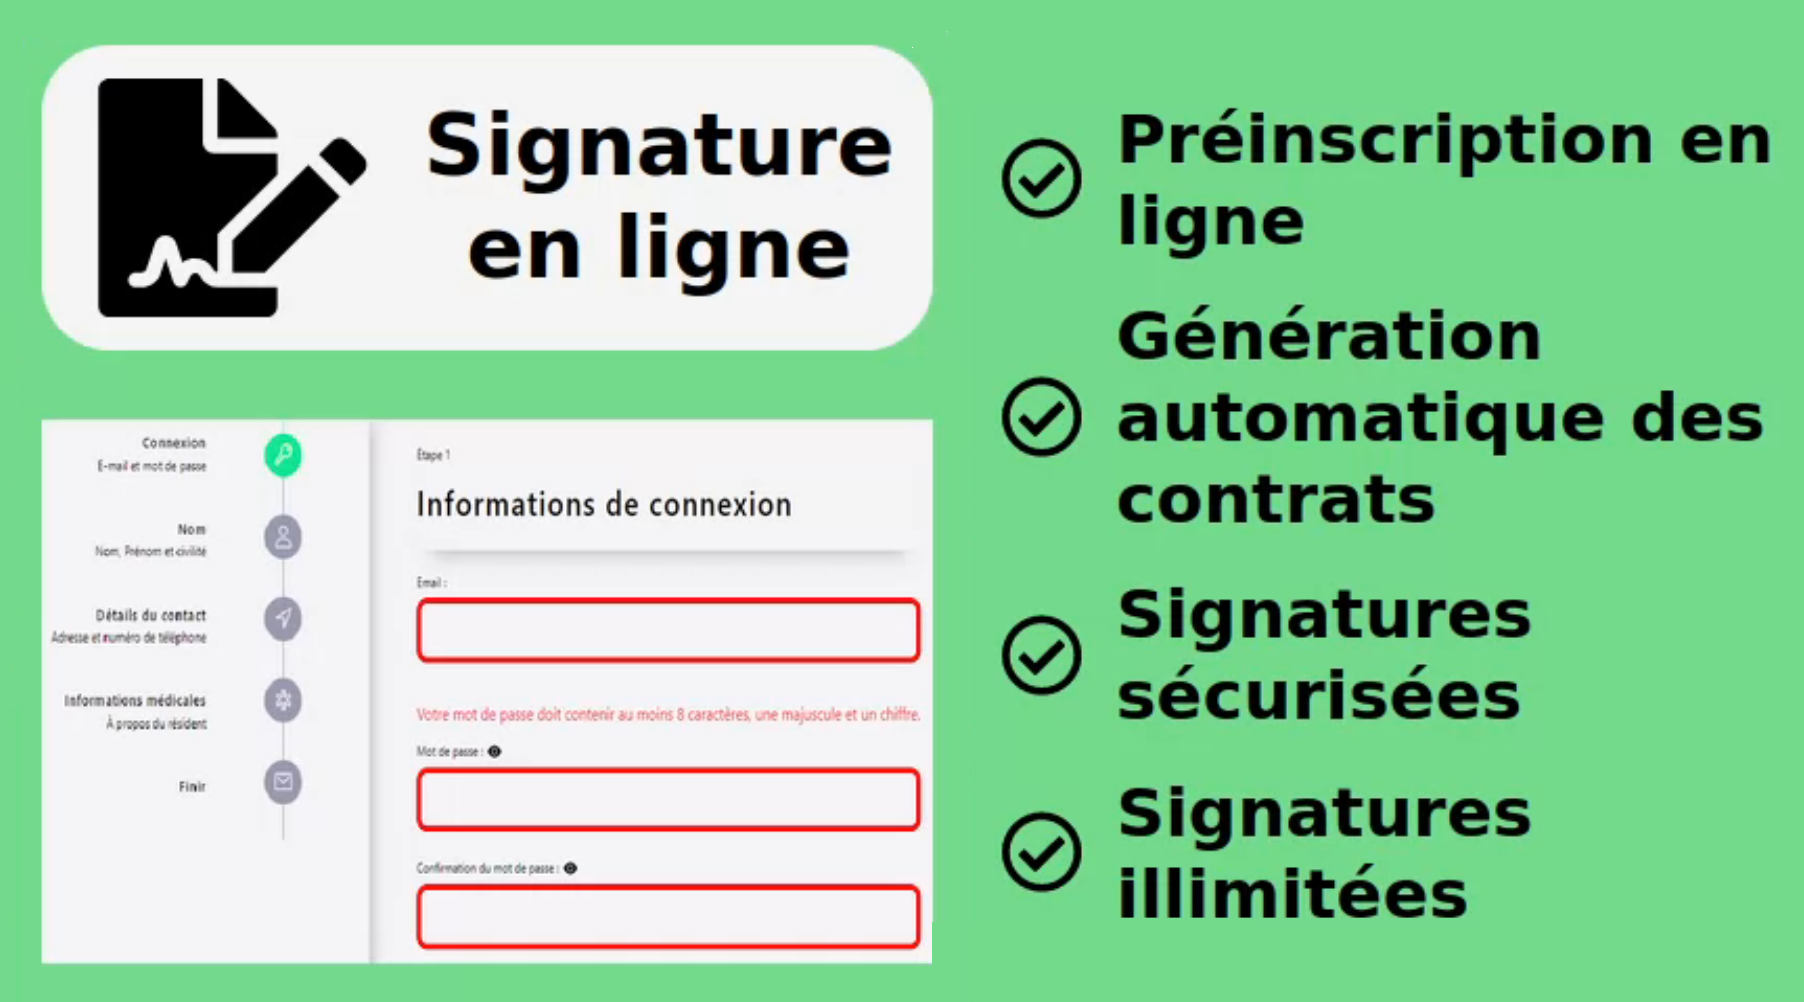 Signature
en ligne
Connexion
E-mail et mot de passe
Nom
Nom, Prénom et civilité
Détails du contact
Adresse et numéro de téléphone
Informations médicales
À propos du résident
Finir
Étape 1
Informations de connexion
Email :
Votre mot de passe doit contenir au moins 8 caractères, une majuscule et un chiffre.
Mot de passe :
Confirmation du mot de passe :
Préinscription en
ligne
Génération
automatique des
contrats
Signatures
sécurisées
Signatures
illimitées